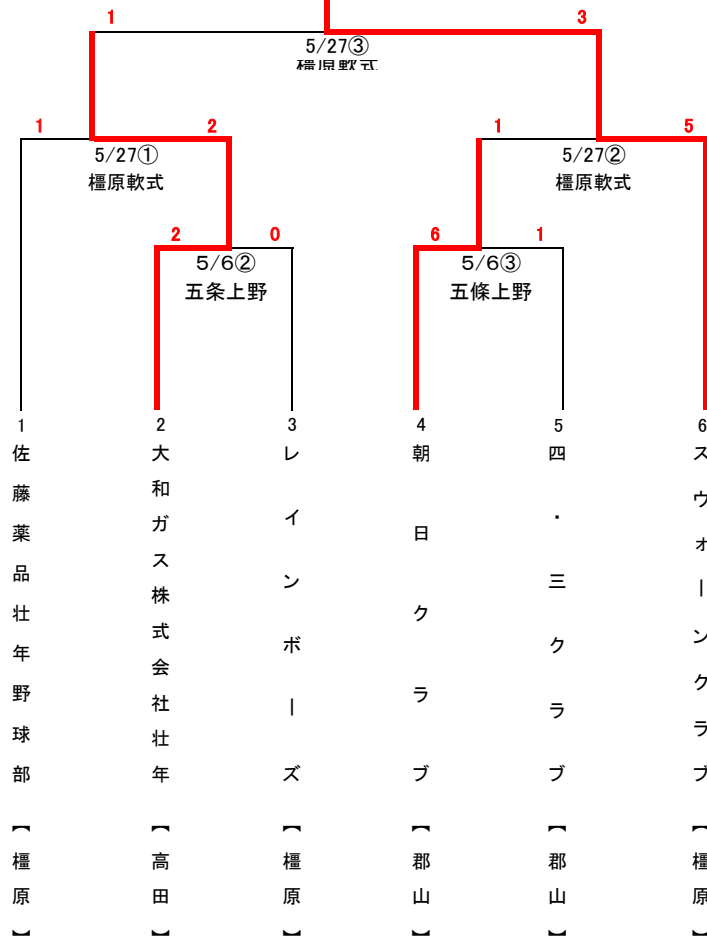 1 3
5/27③
橿原軟式
1 2 1 5
5/27① 5/27②
橿原軟式 橿原軟式
2 0 6 1
5/6② 5/6③
五条上野 五條上野
1
佐藤薬品壮年野球部【橿原】
2
大和ガス株式会社壮年【高田】
3
レインボーズ【橿原】
4
朝日クラブ【郡山】
5
四・三クラブ【郡山】
6
スウォーンクラブ【橿原】